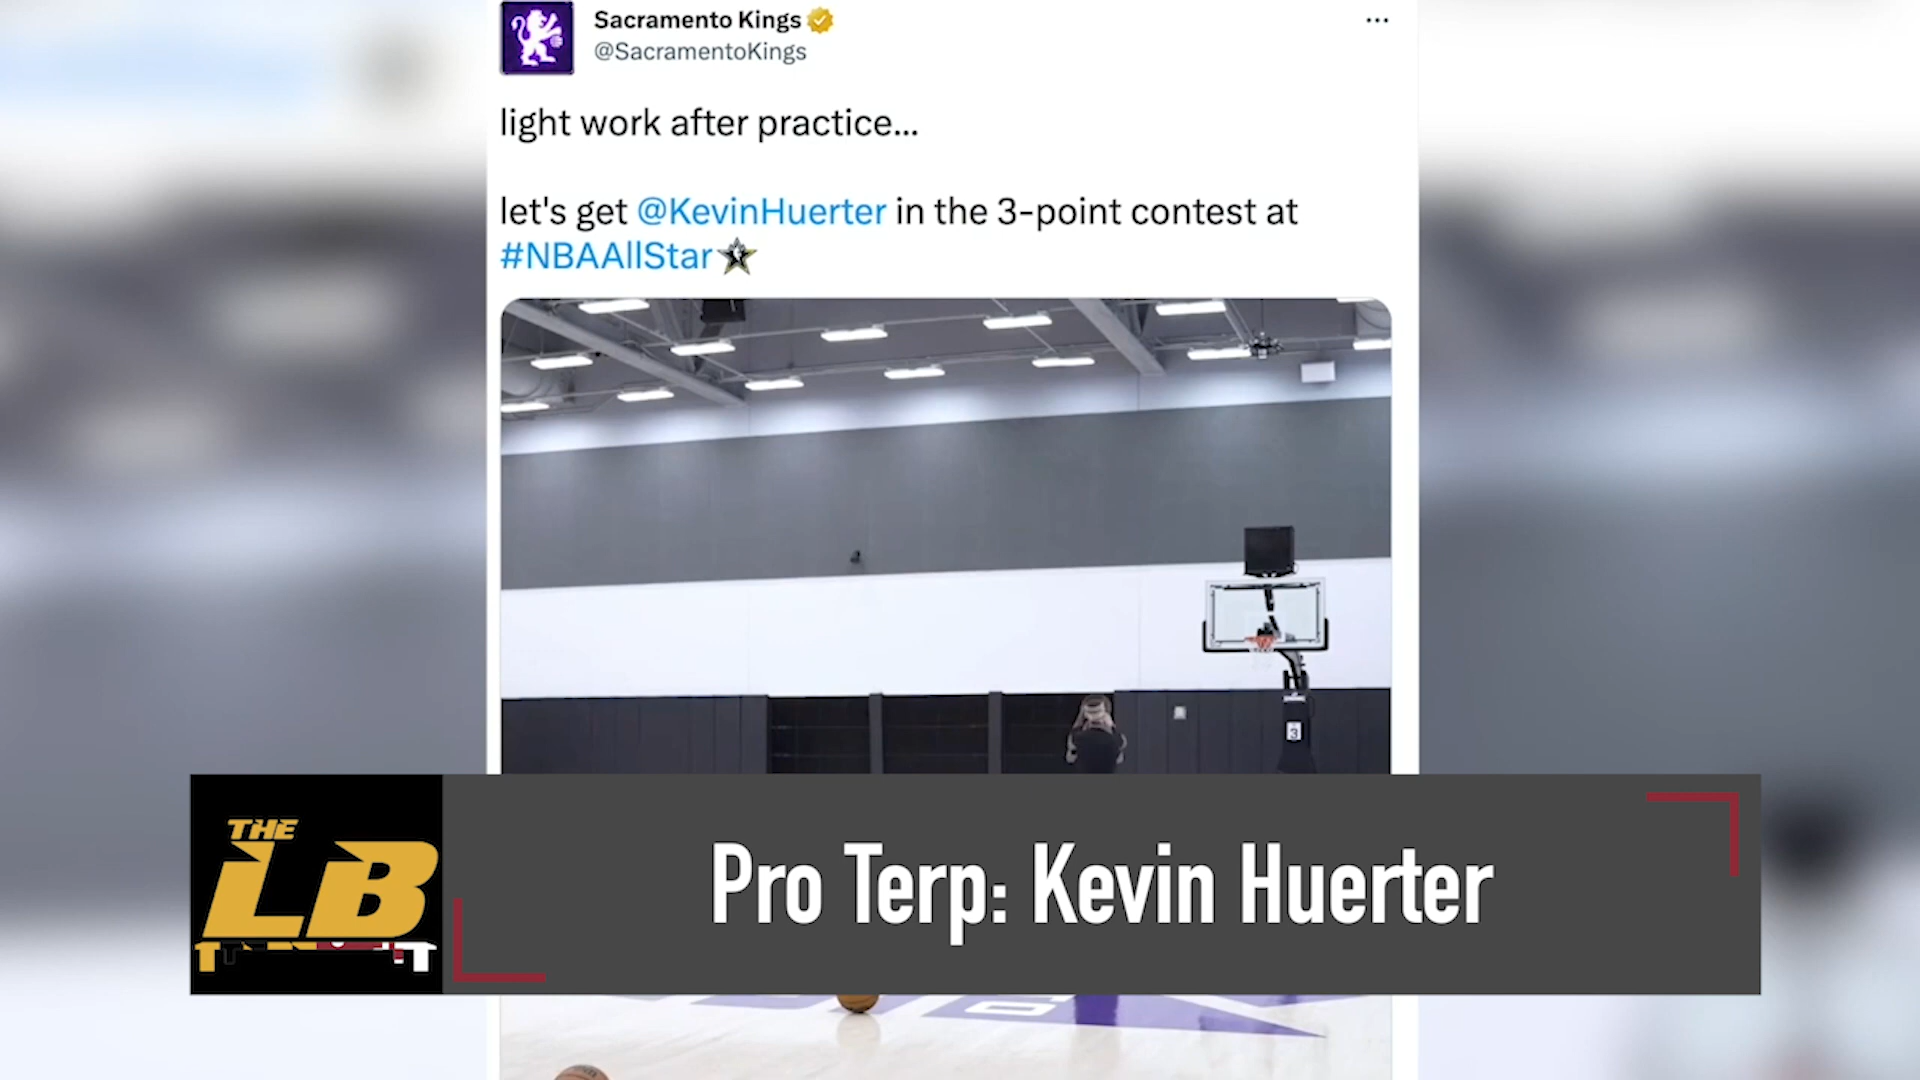 Sacramento Kings
@SacramentoKings
light work after practice...
let's get @KevinHuerter in the 3-point contest at
#NBAAllStar
3
THE
LB
Pro Terp: Kevin Huerter